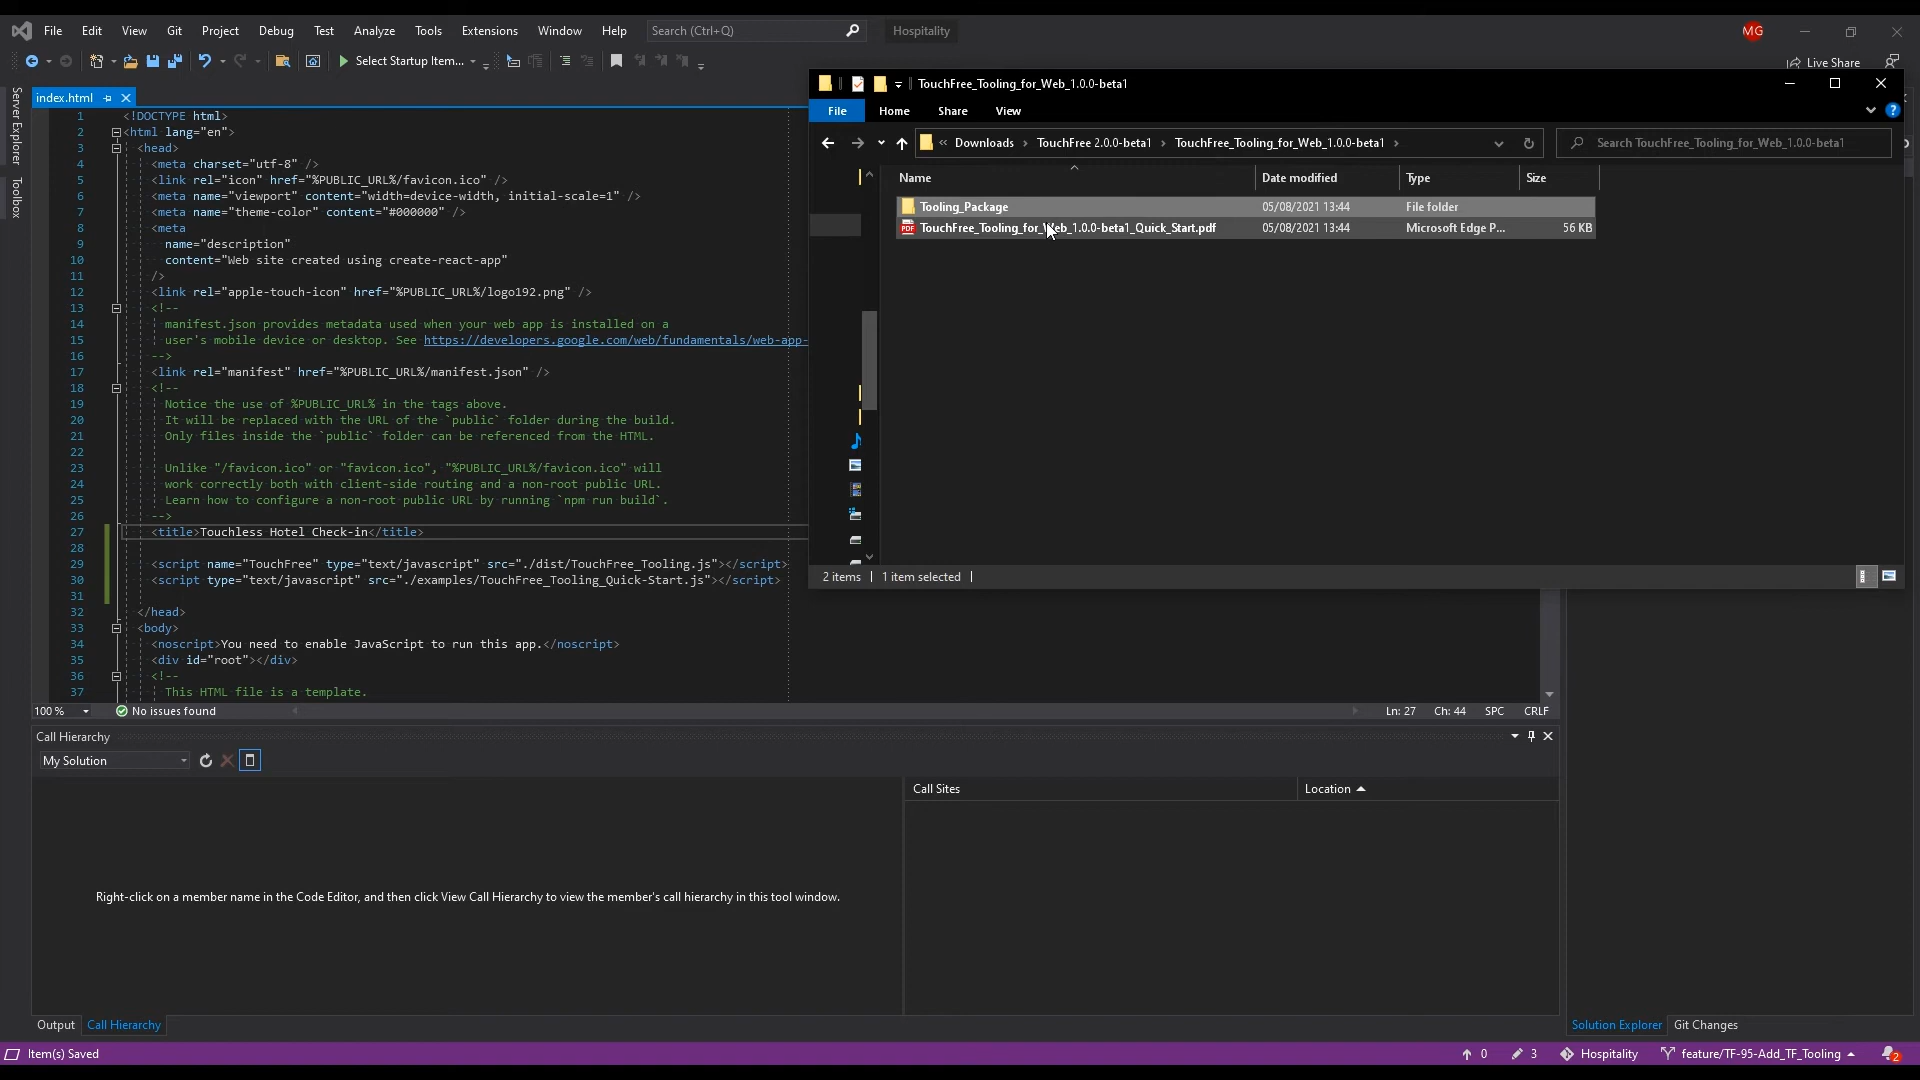 File Edit View Git Project Debug Test Analyze Tools Extensions Window Help Search (Ctrl+Q) Hospitality MG
Select Startup Item... Live Share
index.html
Server Explorer
Toolbox
1 <!DOCTYPE html>
2 <html lang="en">
3 <head>
4 <meta charset="utf-8" />
5 <link rel="icon" href="%PUBLIC_URL%/favicon.ico" />
6 <meta name="viewport" content="width=device-width, initial-scale=1" />
7 <meta name="theme-color" content="#000000" />
8 <meta
9 name="description"
10 content="Web site created using create-react-app"
11 />
12 <link rel="apple-touch-icon" href="%PUBLIC_URL%/logo192.png" />
13 <!--
14 manifest.json provides metadata used when your web app is installed on a
15 user's mobile device or desktop. See https://developers.google.com/web/fundamentals/web-app-
16 -->
17 <link rel="manifest" href="%PUBLIC_URL%/manifest.json" />
18 <!--
19 Notice the use of %PUBLIC_URL% in the tags above.
20 It will be replaced with the URL of the `public` folder during the build.
21 Only files inside the `public` folder can be referenced from the HTML.
22
23 Unlike "/favicon.ico" or "favicon.ico", "%PUBLIC_URL%/favicon.ico" will
24 work correctly both with client-side routing and a non-root public URL.
25 Learn how to configure a non-root public URL by running `npm run build`.
26 -->
27 <title>Touchless Hotel Check-in</title>
28
29 <script name="TouchFree" type="text/javascript" src="./dist/TouchFree_Tooling.js"></script>
30 <script type="text/javascript" src="./examples/TouchFree_Tooling_Quick-Start.js"></script>
31
32 </head>
33 <body>
34 <noscript>You need to enable JavaScript to run this app.</noscript>
35 <div id="root"></div>
36 <!--
37 This HTML file is a template.
100 % No issues found Ln: 27 Ch: 44 SPC CRLF
TouchFree_Tooling_for_Web_1.0.0-beta1
File Home Share View
« Downloads › TouchFree 2.0.0-beta1 › TouchFree_Tooling_for_Web_1.0.0-beta1 › Search TouchFree_Tooling_for_Web_1.0.0-beta1
Name Date modified Type Size
Tooling_Package 05/08/2021 13:44 File folder
PDF TouchFree_Tooling_for_Web_1.0.0-beta1_Quick_Start.pdf 05/08/2021 13:44 Microsoft Edge P... 56 KB
2 items 1 item selected
Call Hierarchy
My Solution
Call Sites Location
Right-click on a member name in the Code Editor, and then click View Call Hierarchy to view the member's call hierarchy in this tool window.
Output Call Hierarchy Solution Explorer Git Changes
Item(s) Saved 0 3 Hospitality feature/TF-95-Add_TF_Tooling 2